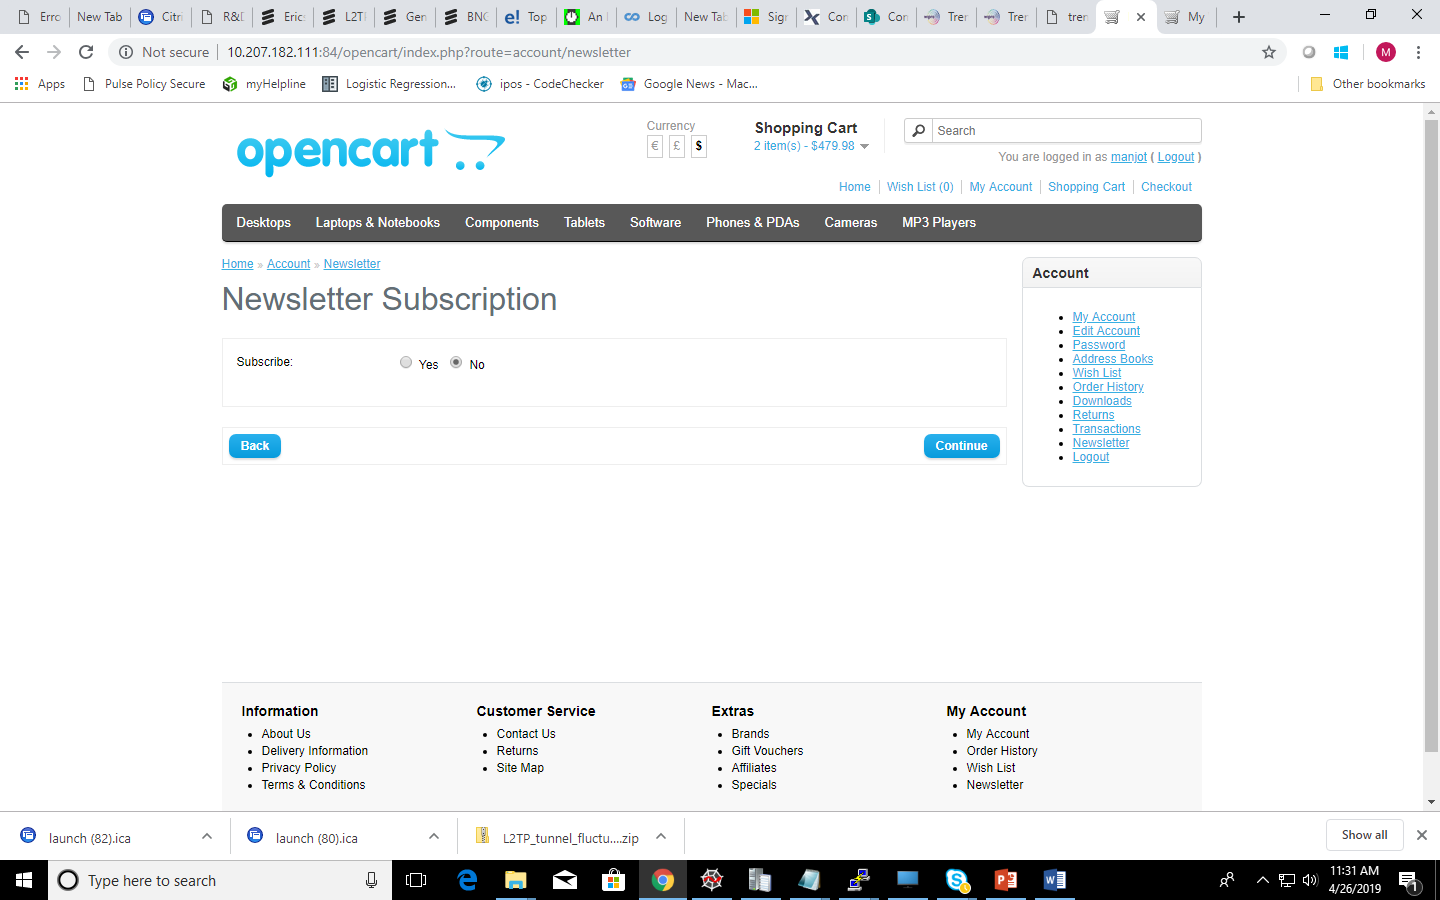 Erro
New Tab
Citri
R&D
Erics
L2TI
Gen
BNC
Top
An I
Log
New Tab
Sigr
Con
Con
Trer
Trer
tren
My
Not secure
10.207.182.111:84/opencart/index.php?route=account/newsletter
M
Apps
Pulse Policy Secure
myHelpline
Logistic Regression...
ipos - CodeChecker
Google News - Mac...
Other bookmarks
opencart
Currency
€ £ $
Shopping Cart
2 item(s) - $479.98
Search
You are logged in as manjot ( Logout )
Home
Wish List (0)
My Account
Shopping Cart
Checkout
Desktops
Laptops & Notebooks
Components
Tablets
Software
Phones & PDAs
Cameras
MP3 Players
Home » Account » Newsletter
Newsletter Subscription
Subscribe:
Yes
No
Back
Continue
Account
My Account
Edit Account
Password
Address Books
Wish List
Order History
Downloads
Returns
Transactions
Newsletter
Logout
Information
About Us
Delivery Information
Privacy Policy
Terms & Conditions
Customer Service
Contact Us
Returns
Site Map
Extras
Brands
Gift Vouchers
Affiliates
Specials
My Account
My Account
Order History
Wish List
Newsletter
launch (82).ica
launch (80).ica
L2TP_tunnel_fluctu....zip
Show all
Type here to search
11:31 AM
4/26/2019
1